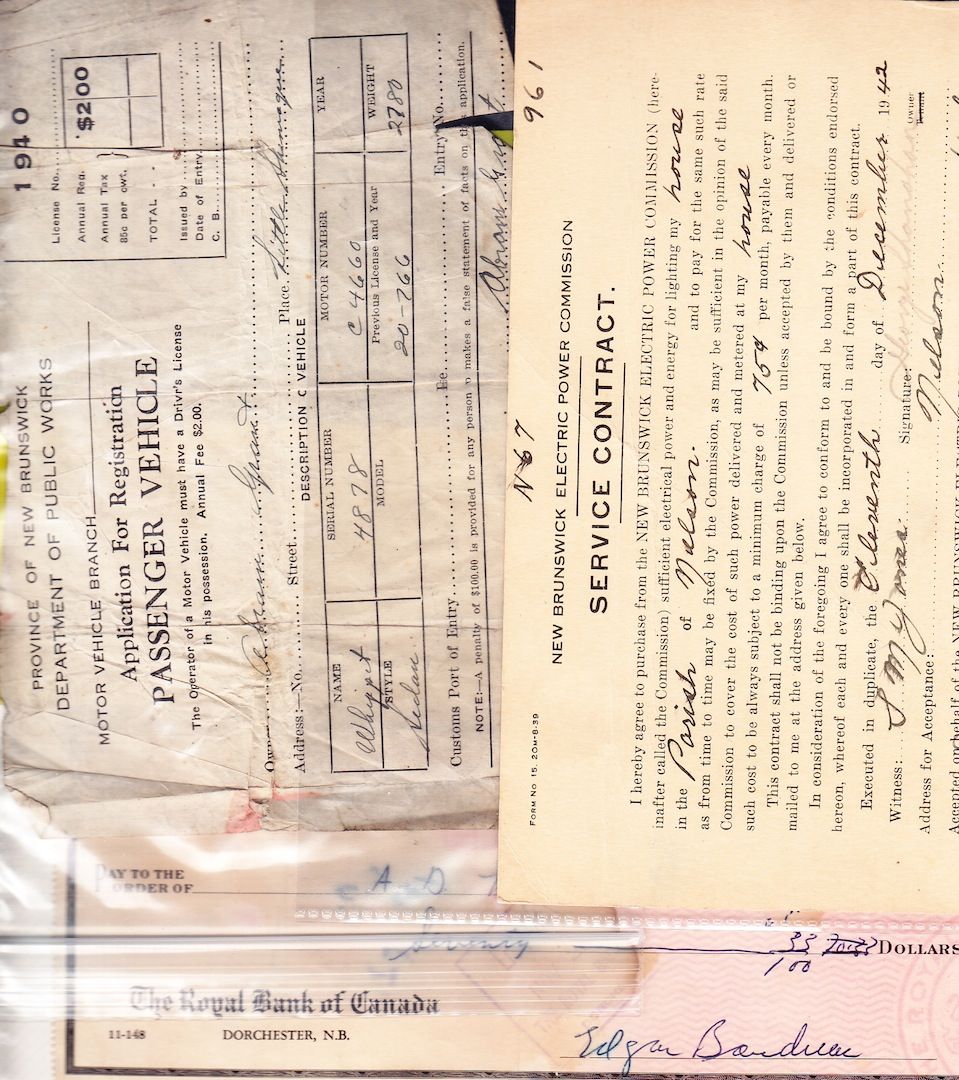 1940
PROVINCE OF NEW BRUNSWICK
DEPARTMENT OF PUBLIC WORKS
MOTOR VEHICLE BRANCH
Application For Registration
PASSENGER VEHICLE
The Operator of a Motor Vehicle must have a Drivr's License
in his possession. Annual Fee $2.00.
License No.
Annual Reg. $2 00
Annual Tax
85c per cwt.
TOTAL
Issued by
Date of Entry
C. B.
Abram Grant
Address:—No. Street Place
DESCRIPTION VEHICLE
NAME SERIAL NUMBER MOTOR NUMBER YEAR
Whippet 4878 C4660
STYLE MODEL Previous License and Year WEIGHT
Sedan 20-766 2780
Customs Port of Entry Entry No.
NOTE:—A penalty of $100.00 is provided for any person makes a false statement of facts on this application.
Abram Grant
N 67 961
NEW BRUNSWICK ELECTRIC POWER COMMISSION
FORM NO 15. 20M-8-39
SERVICE CONTRACT.
I hereby agree to purchase from the NEW BRUNSWICK ELECTRIC POWER COMMISSION (here-
inafter called the Commission) sufficient electrical power and energy for lighting my house
in the Parish of Nelson. and to pay for the same such rate
as from time to time may be fixed by the Commission, as may be sufficient in the opinion of the said
Commission to cover the cost of such power delivered and metered at my house
such cost to be always subject to a minimum charge of 75¢ per month, payable every month.
This contract shall not be binding upon the Commission unless accepted by them and delivered or
mailed to me at the address given below.
In consideration of the foregoing I agree to conform to and be bound by the conditions endorsed
hereon, whereof each and every one shall be incorporated in and form a part of this contract.
Executed in duplicate, the Eleventh day of December 1942
Witness: Signature: Owner
Tenant
Address for Acceptance: Nelson
PAY TO THE
ORDER OF A D
Seventy 33 DOLLARS
100
The Royal Bank of Canada
11-148 DORCHESTER, N.B.
Edgar